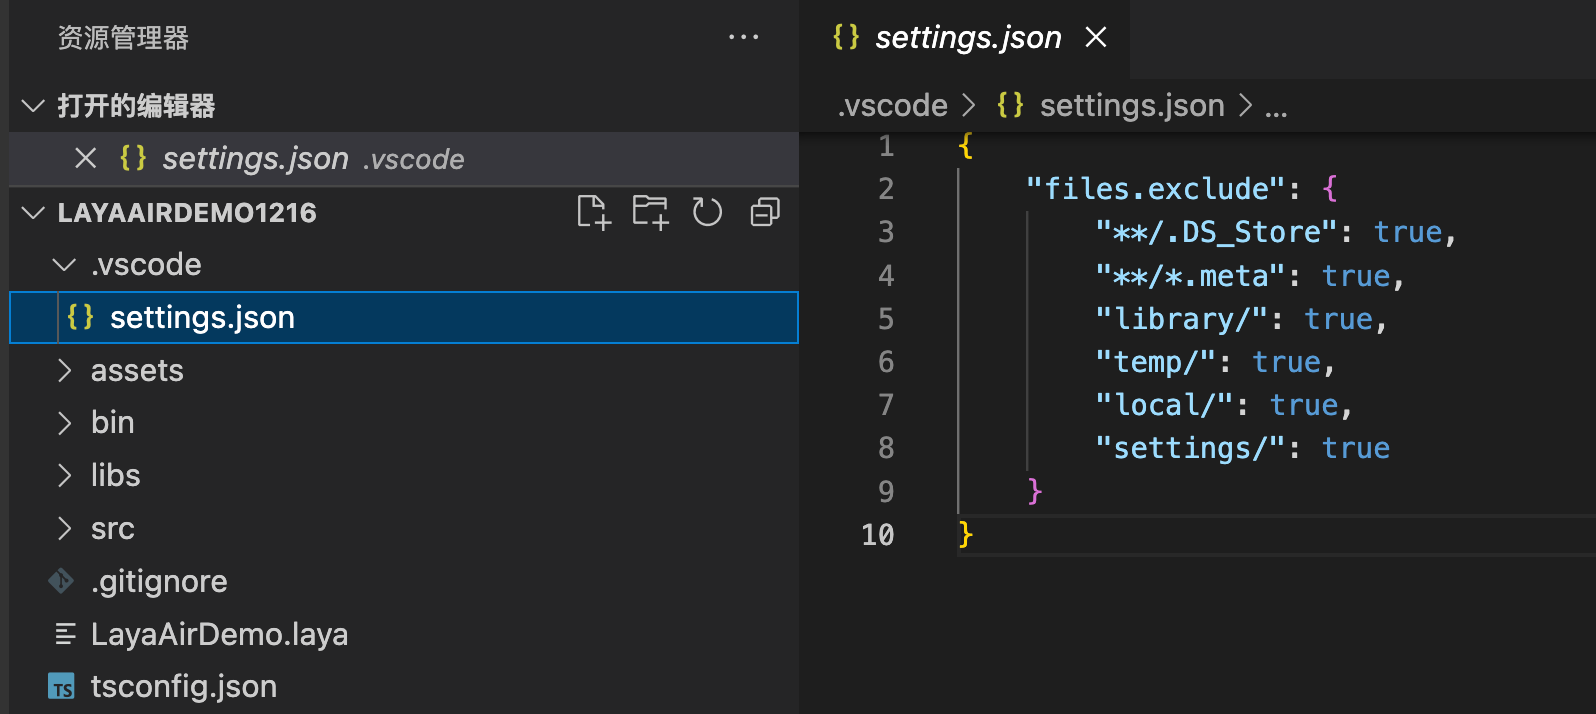 资源管理器
打开的编辑器
settings.json .vscode
LAYAAIRDEMO1216
.vscode
settings.json
assets
bin
libs
src
.gitignore
LayaAirDemo.laya
TS tsconfig.json
{} settings.json
.vscode > {} settings.json > ...
1 {
2 "files.exclude": {
3 "**/.DS_Store": true,
4 "**/*.meta": true,
5 "library/": true,
6 "temp/": true,
7 "local/": true,
8 "settings/": true
9 }
10 }